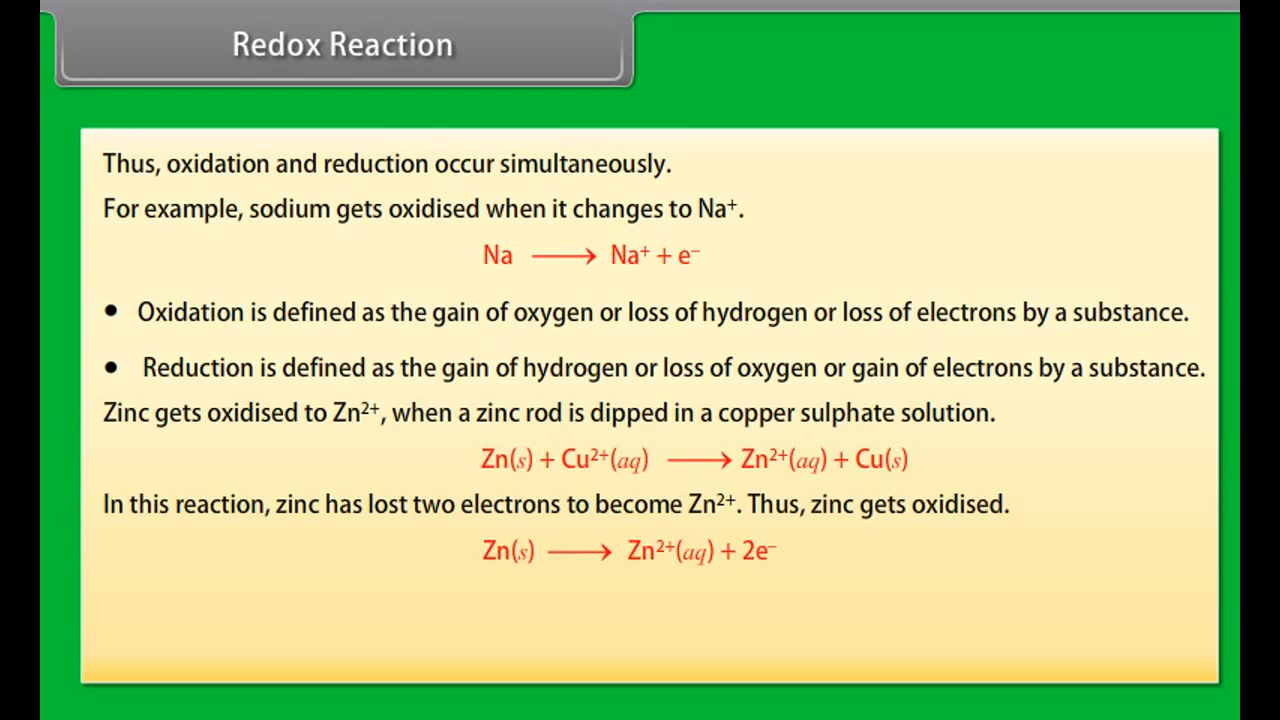 Redox Reaction
Thus, oxidation and reduction occur simultaneously.
For example, sodium gets oxidised when it changes to Na⁺.
Na ⟶ Na⁺ + e⁻
• Oxidation is defined as the gain of oxygen or loss of hydrogen or loss of electrons by a substance.
• Reduction is defined as the gain of hydrogen or loss of oxygen or gain of electrons by a substance.
Zinc gets oxidised to Zn²⁺, when a zinc rod is dipped in a copper sulphate solution.
Zn(s) + Cu²⁺(aq) ⟶ Zn²⁺(aq) + Cu(s)
In this reaction, zinc has lost two electrons to become Zn²⁺. Thus, zinc gets oxidised.
Zn(s) ⟶ Zn²⁺(aq) + 2e⁻